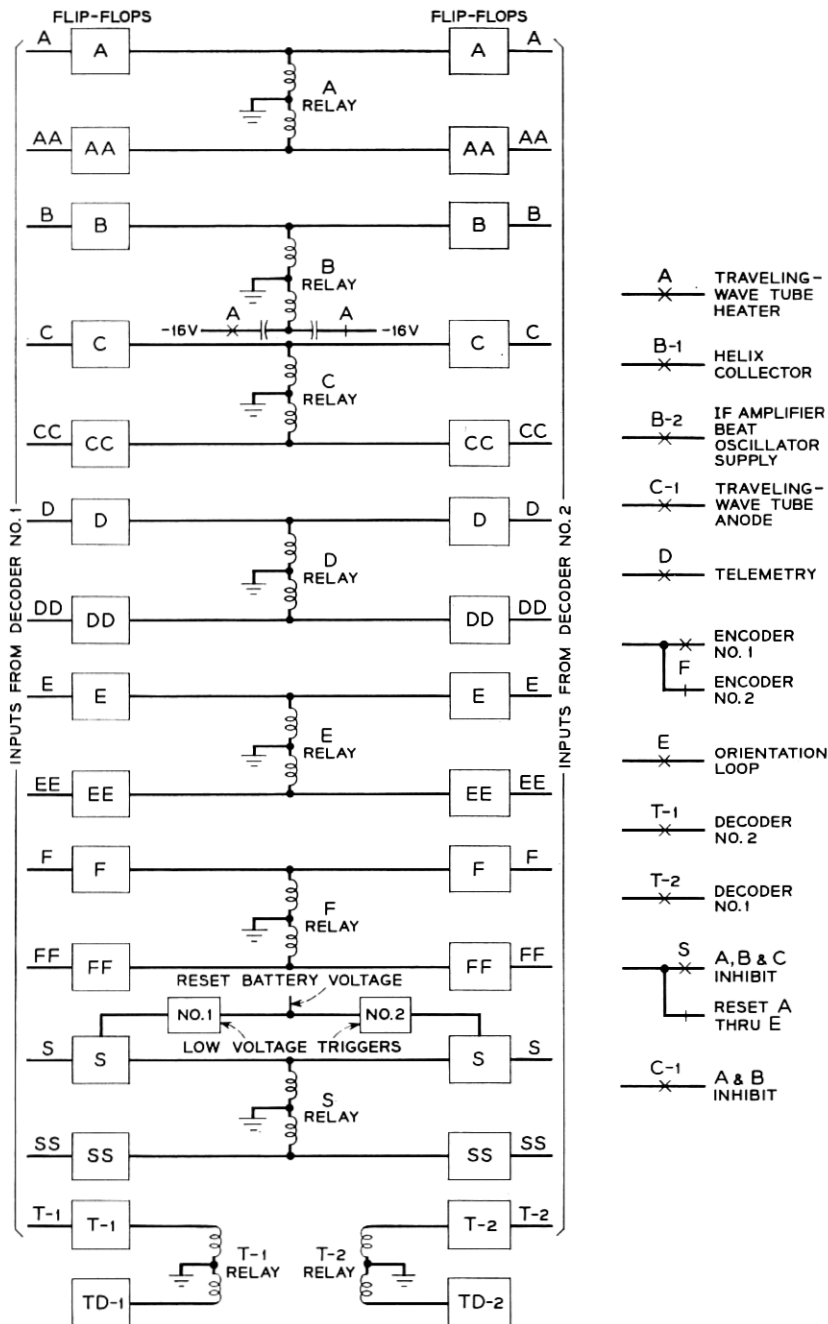 FLIP-FLOPS
FLIP-FLOPS
A
A
A
A
A
RELAY
AA
AA
AA
AA
B
B
B
B
B
RELAY
-16V
A
A
-16V
C
C
C
C
C
RELAY
CC
CC
CC
CC
D
D
D
D
D
RELAY
DD
DD
DD
DD
E
E
E
E
E
RELAY
EE
EE
EE
EE
F
F
F
F
F
RELAY
FF
FF
FF
FF
RESET BATTERY VOLTAGE
NO.1
NO.2
LOW VOLTAGE TRIGGERS
S
S
S
S
S
RELAY
SS
SS
SS
SS
T-1
T-1
T-2
T-2
T-1
RELAY
T-2
RELAY
TD-1
TD-2
INPUTS FROM DECODER NO.1
INPUTS FROM DECODER NO.2
A
TRAVELING-
WAVE TUBE
HEATER
B-1
HELIX
COLLECTOR
B-2
IF AMPLIFIER
BEAT
OSCILLATOR
SUPPLY
C-1
TRAVELING-
WAVE TUBE
ANODE
D
TELEMETRY
ENCODER
NO. 1
F
ENCODER
NO. 2
E
ORIENTATION
LOOP
T-1
DECODER
NO. 2
T-2
DECODER
NO.1
S
A, B & C
INHIBIT
RESET A
THRU E
C-1
A & B
INHIBIT